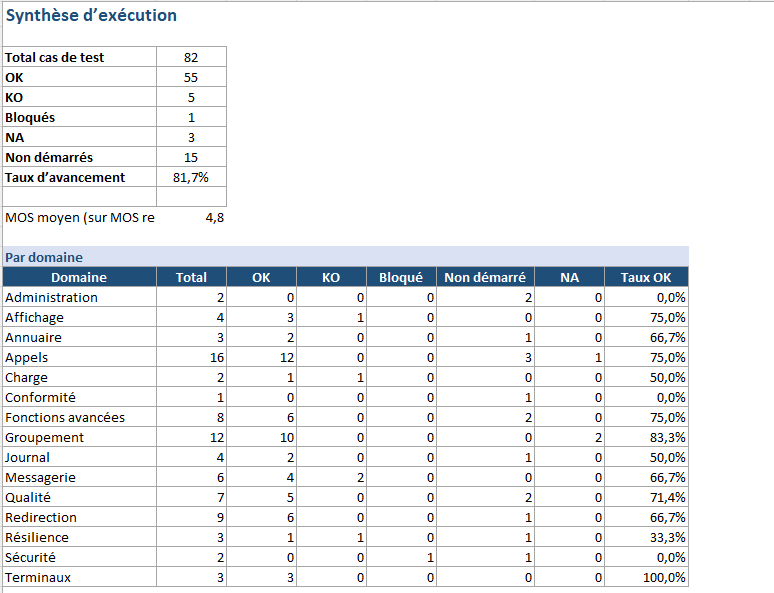 Synthèse d’exécution
Total cas de test 82
OK 55
KO 5
Bloqués 1
NA 3
Non démarrés 15
Taux d’avancement 81,7%
MOS moyen (sur MOS re 4,8
Par domaine
Domaine Total OK KO Bloqué Non démarré NA Taux OK
Administration 2 0 0 0 2 0 0,0%
Affichage 4 3 1 0 0 0 75,0%
Annuaire 3 2 0 0 1 0 66,7%
Appels 16 12 0 0 3 1 75,0%
Charge 2 1 1 0 0 0 50,0%
Conformité 1 0 0 0 1 0 0,0%
Fonctions avancées 8 6 0 0 2 0 75,0%
Groupement 12 10 0 0 0 2 83,3%
Journal 4 2 0 0 1 0 50,0%
Messagerie 6 4 2 0 0 0 66,7%
Qualité 7 5 0 0 2 0 71,4%
Redirection 9 6 0 0 1 0 66,7%
Résilience 3 1 1 0 1 0 33,3%
Sécurité 2 0 0 1 1 0 0,0%
Terminaux 3 3 0 0 0 0 100,0%